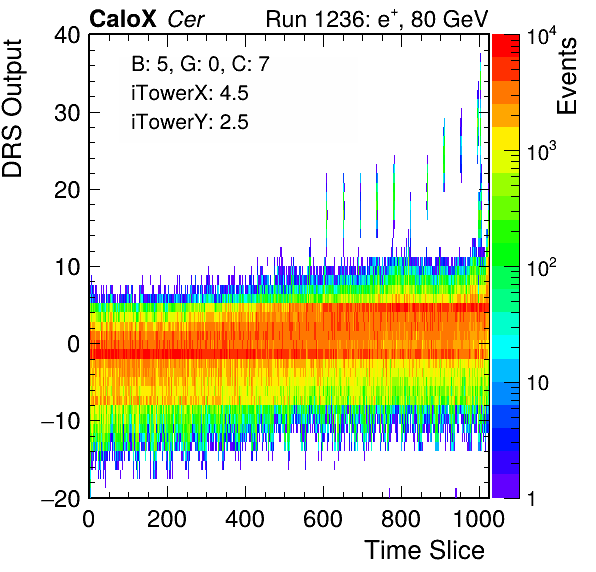 CaloX Cer Run 1236: e+, 80 GeV
B: 5, G: 0, C: 7
iTowerX: 4.5
iTowerY: 2.5
DRS Output
40
30
20
10
0
−10
−20
0 200 400 600 800 1000
Time Slice
Events
10^4
10^3
10^2
10
1